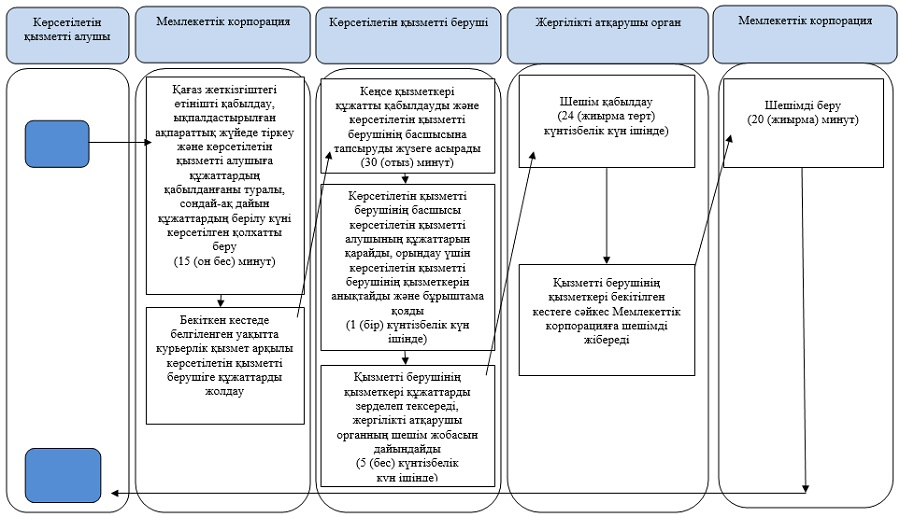 Көрсетілетін
қызметті алушы
Мемлекеттік корпорация
Көрсетілетін қызметті беруші
Жергілікті атқарушы орган
Мемлекеттік корпорация
Қағаз жеткізгіштегі
өтінішті қабылдау,
ықпалдастырылған
ақпараттық жүйеде тіркеу
және көрсетілетін
қызметті алушыға
құжаттардың
қабылданғаны туралы,
сондай-ақ дайын
құжаттардың берілу күні
көрсетілген қолхатты
беру
(15 (он бес) минут)
Бекіткен кестеде
белгіленген уақытта
курьерлік қызмет арқылы
көрсетілетін қызметті
берушіге құжаттарды
жолдау
Кеңсе қызметкері
құжатты қабылдауды және
көрсетілетін қызметті
берушінің басшысына
тапсыруды жүзеге асырады
(30 (отыз) минут)
Көрсетілетін қызметті
берушінің басшысы
көрсетілетін қызметті
алушының құжаттарын
қарайды, орындау үшін
көрсетілетін қызметті
берушінің қызметкерін
анықтайды және бұрыштама
қояды
(1 (бір) күнтізбелік күн
ішінде)
Қызметті берушінің
қызметкері құжаттарды
зерделеп тексереді,
жергілікті атқарушы
органның шешім жобасын
дайындайды
(5 (бес) күнтізбелік
күн ішінде)
Шешім қабылдау
(24 (жиырма төрт)
күнтізбелік күн ішінде)
Қызметті берушінің
қызметкері бекітілген
кестеге сәйкес Мемлекеттік
корпорацияға шешімді
жібереді
Шешімді беру
(20 (жиырма) минут)